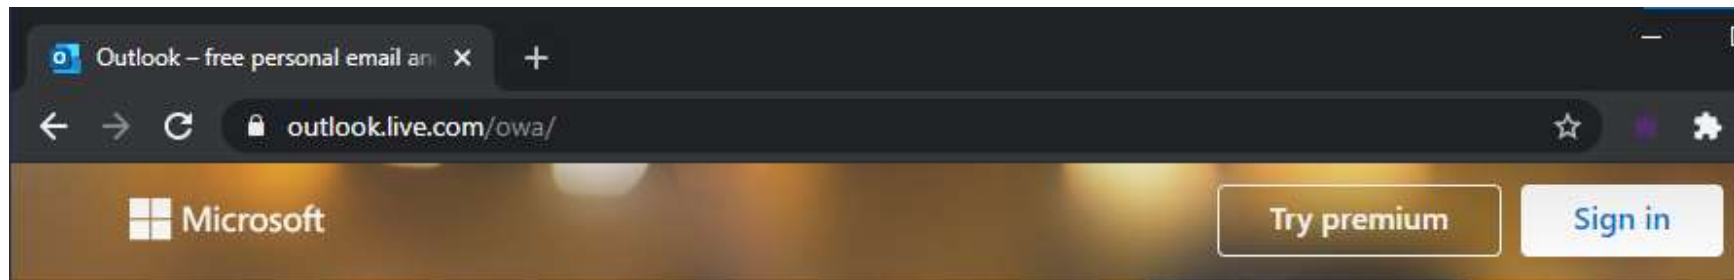 Outlook – free personal email an
outlook.live.com/owa/
Microsoft
Try premium
Sign in